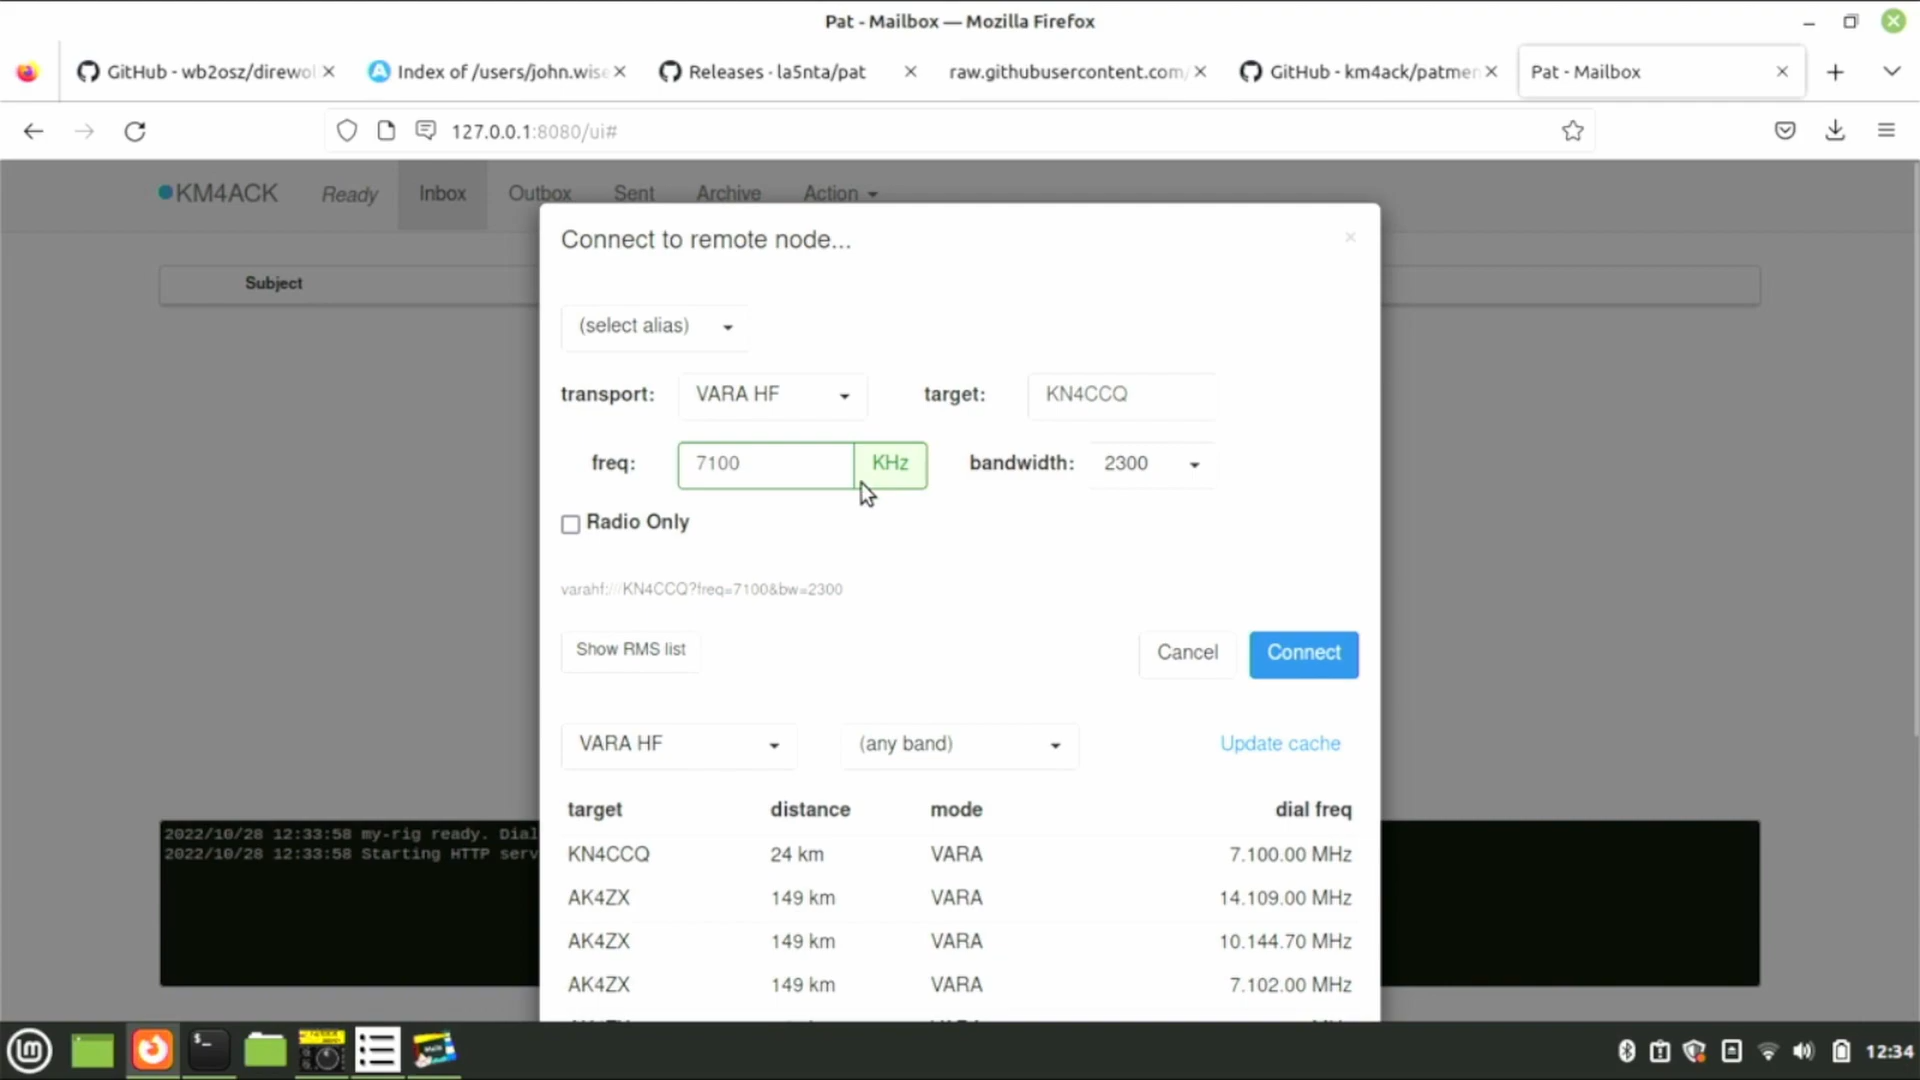 Pat - Mailbox — Mozilla Firefox
GitHub - wb2osz/direwol
Index of /users/john.wise
Releases · la5nta/pat
raw.githubusercontent.com/
GitHub - km4ack/patmen
Pat - Mailbox
127.0.0.1:8080/ui#
KM4ACK Ready Inbox Outbox Sent Archive Action
Connect to remote node...
Subject
(select alias)
transport: VARA HF target: KN4CCQ
freq: 7100 KHz bandwidth: 2300
Radio Only
varahf:///KN4CCQ?freq=7100&bw=2300
Show RMS list Cancel Connect
VARA HF (any band) Update cache
target distance mode dial freq
2022/10/28 12:33:58 my-rig ready. Dial
2022/10/28 12:33:58 Starting HTTP serv
KN4CCQ 24 km VARA 7.100.00 MHz
AK4ZX 149 km VARA 14.109.00 MHz
AK4ZX 149 km VARA 10.144.70 MHz
AK4ZX 149 km VARA 7.102.00 MHz
12:34